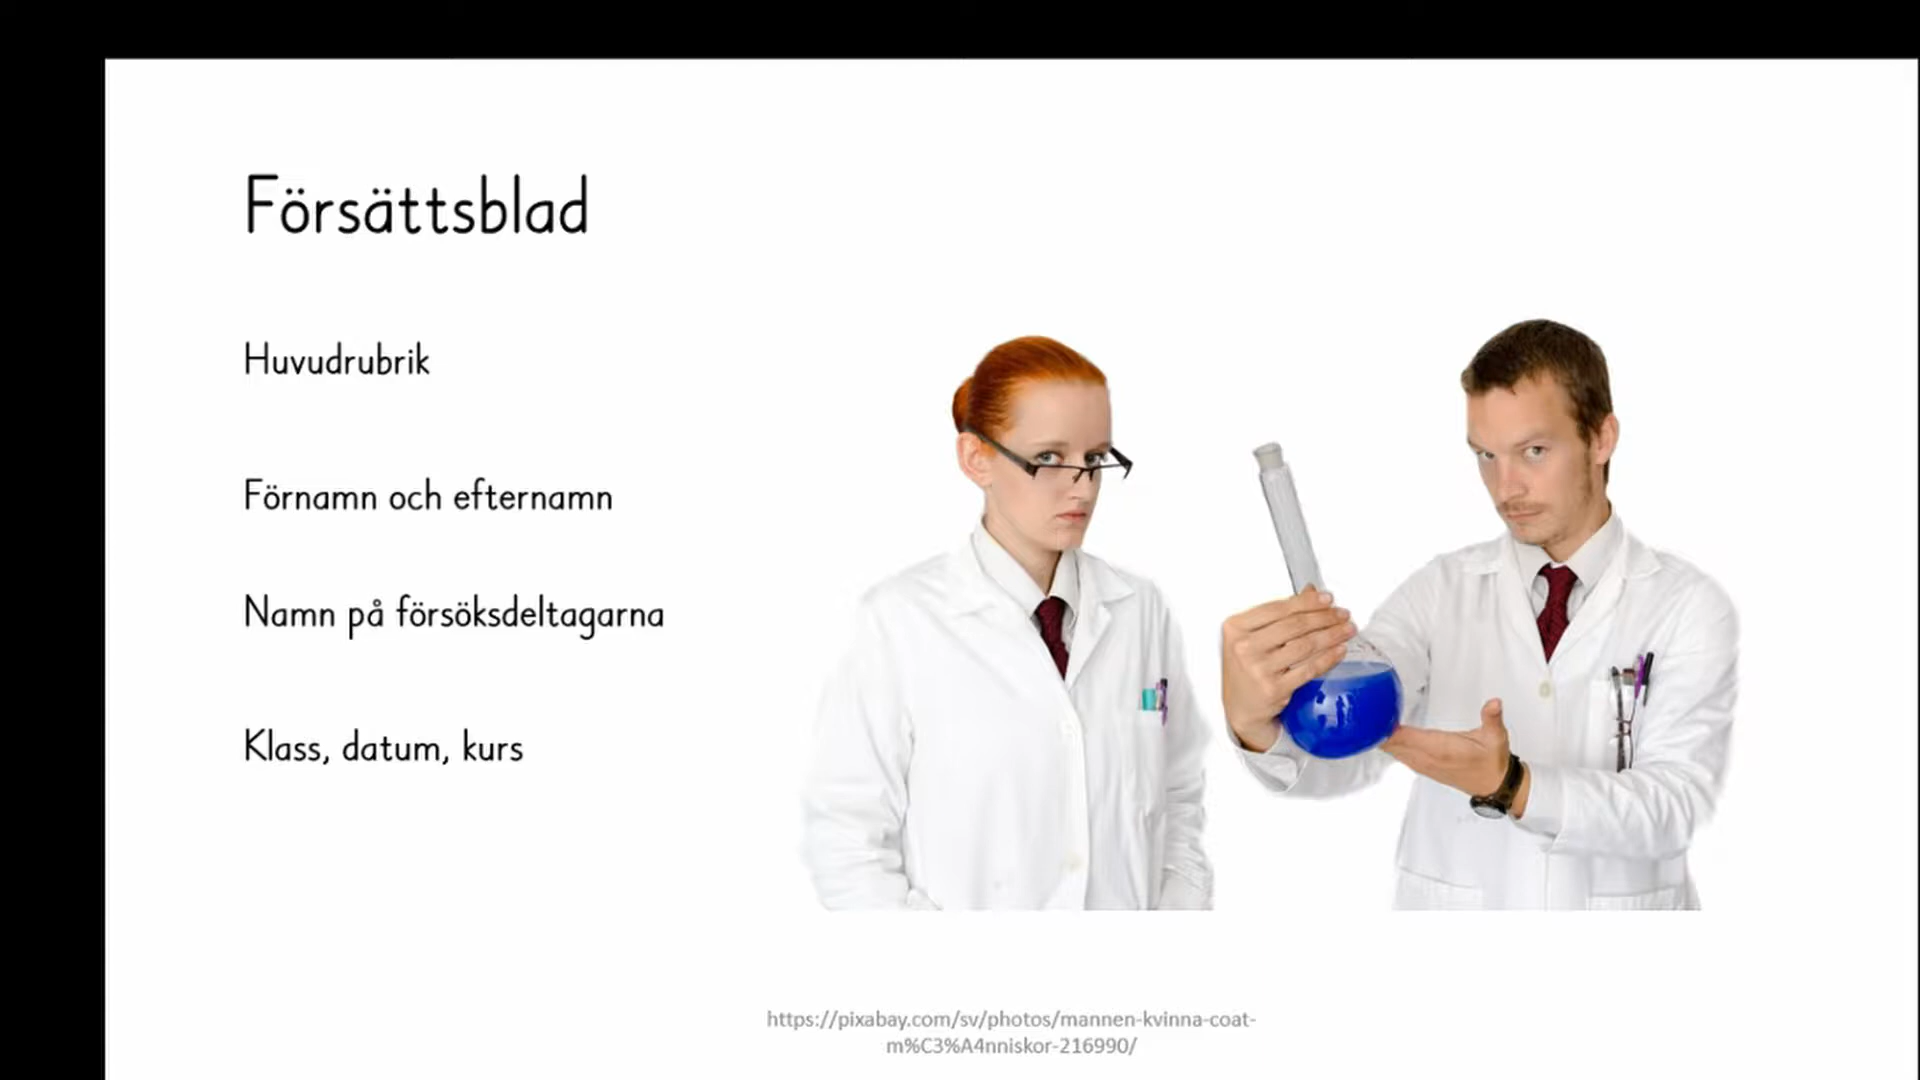 Försättsblad
Huvudrubrik
Förnamn och efternamn
Namn på försöksdeltagarna
Klass, datum, kurs
https://pixabay.com/sv/photos/mannen-kvinna-coat-
m%C3%A4nniskor-216990/